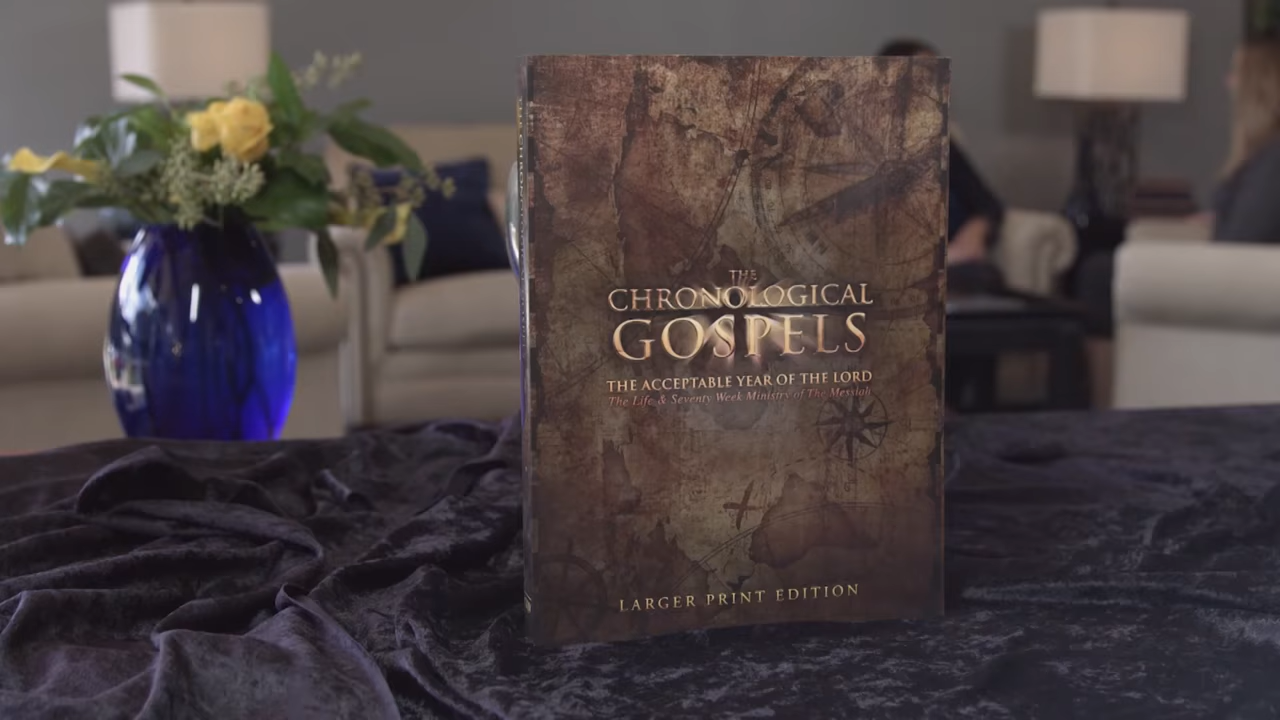 THE
CHRONOLOGICAL
GOSPELS
THE ACCEPTABLE YEAR OF THE LORD
The Life & Seventy Week Ministry of The Messiah
LARGER PRINT EDITION